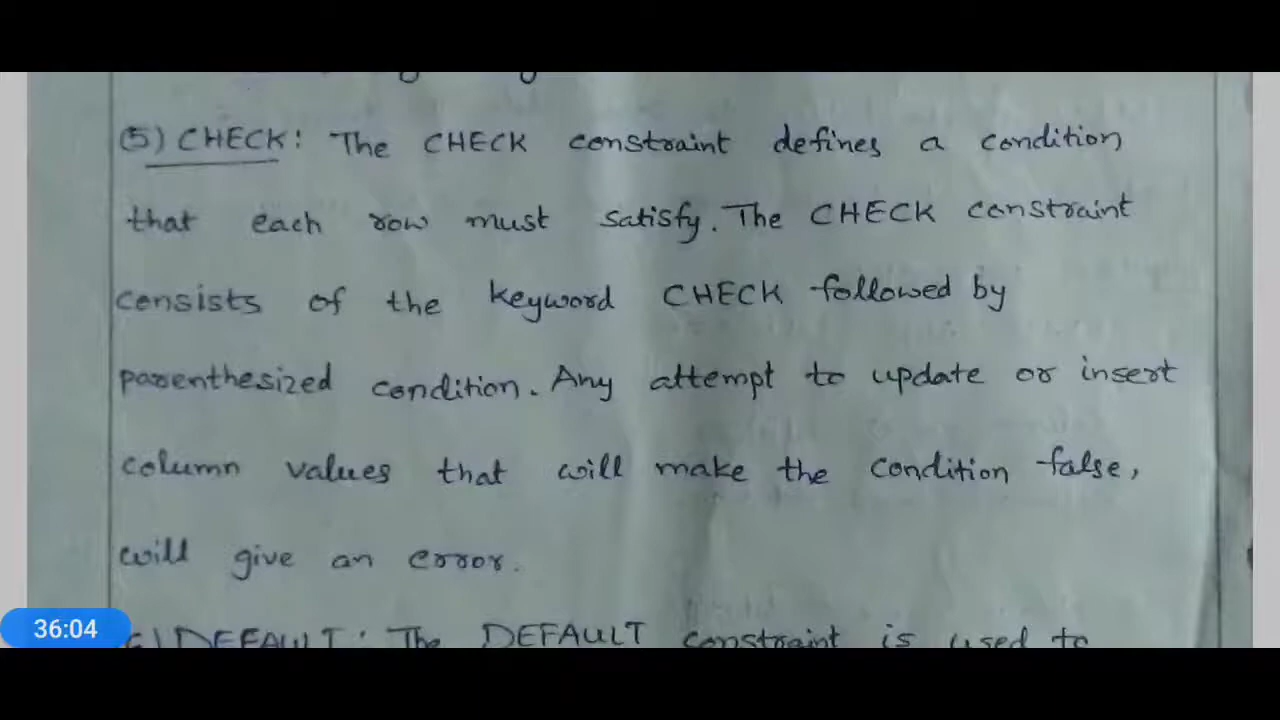 (5) CHECK: The CHECK constraint defines a condition
that each row must satisfy. The CHECK constraint
consists of the keyword CHECK followed by
parenthesized condition. Any attempt to update or insert
column values that will make the condition false,
will give an error.
36:04
DEFAULT: The DEFAULT constraint is used to